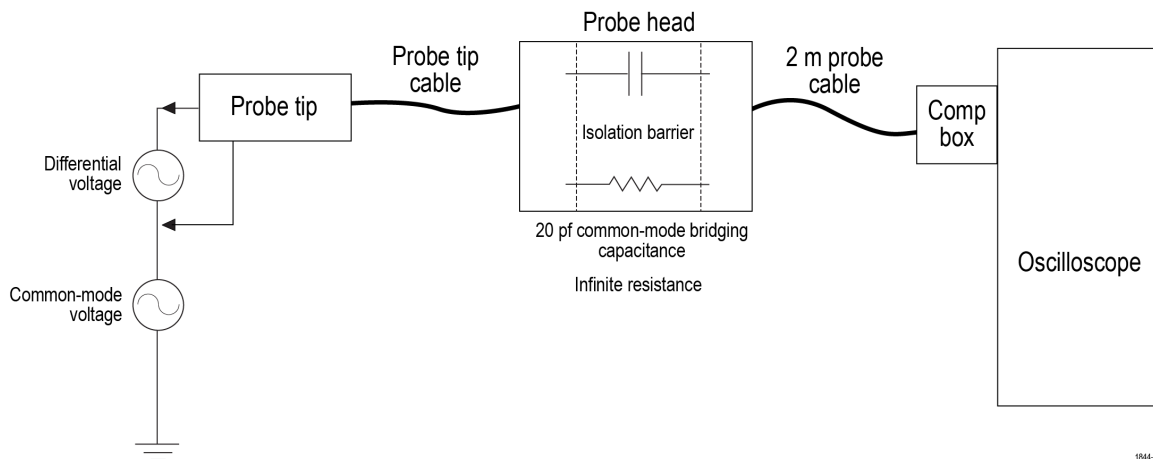 Probe head
Probe tip
cable
2 m probe
cable
Probe tip
Comp
box
Isolation barrier
Differential
voltage
20 pf common-mode bridging
capacitance
Infinite resistance
Oscilloscope
Common-mode
voltage
1844-